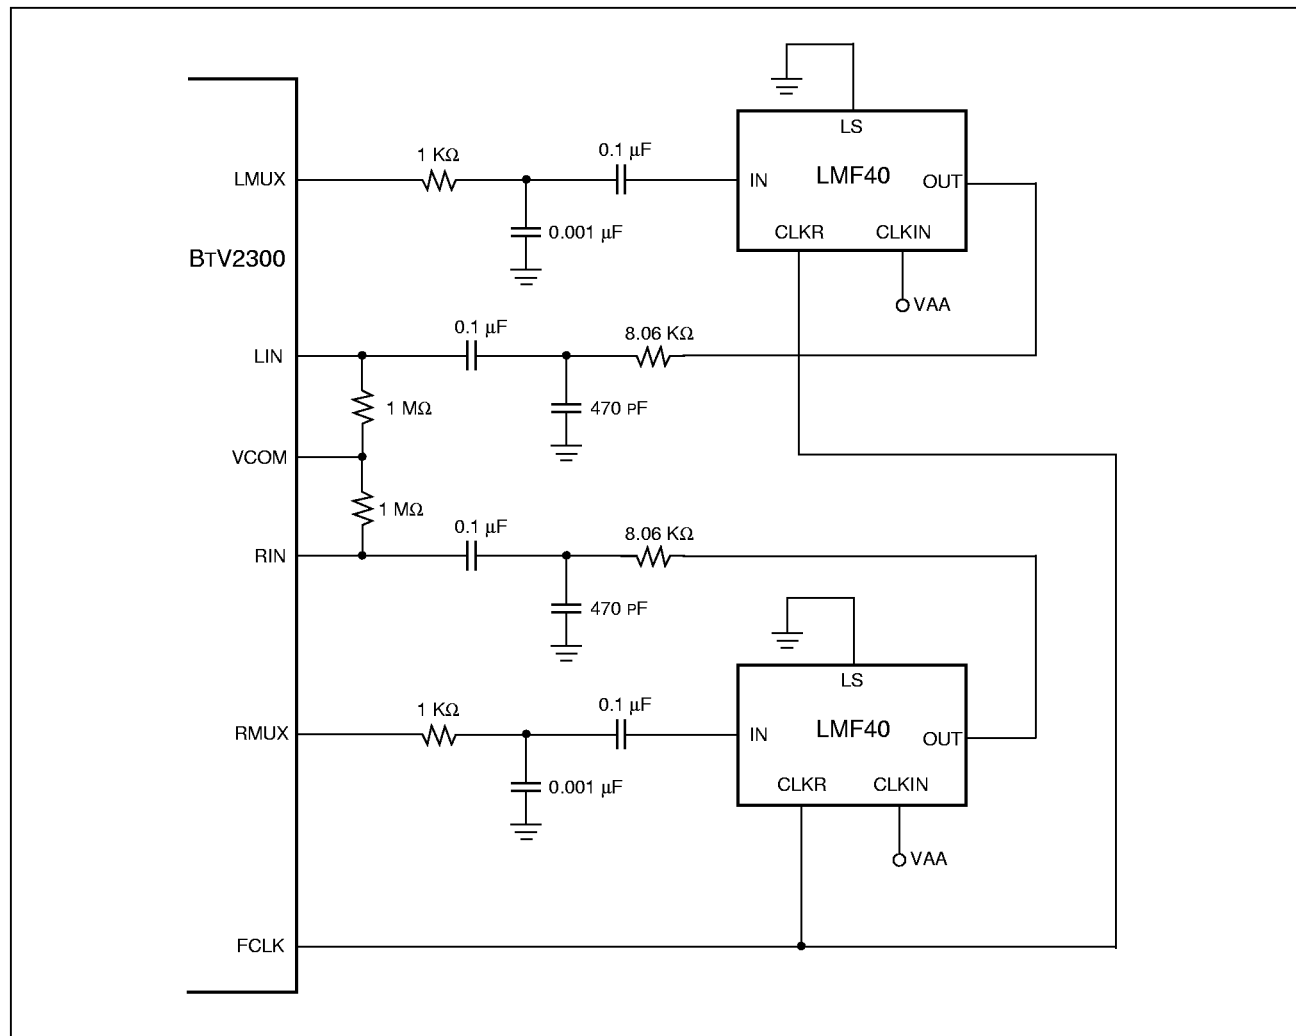 LS
0.1 µF
1 KΩ
LMF40
LMUX
IN
OUT
CLKR
CLKIN
0.001 µF
BTV2300
VAA
0.1 µF
8.06 KΩ
LIN
1 MΩ
470 PF
VCOM
1 MΩ
0.1 µF
8.06 KΩ
RIN
470 PF
LS
0.1 µF
1 KΩ
LMF40
RMUX
IN
OUT
CLKR
CLKIN
0.001 µF
VAA
FCLK